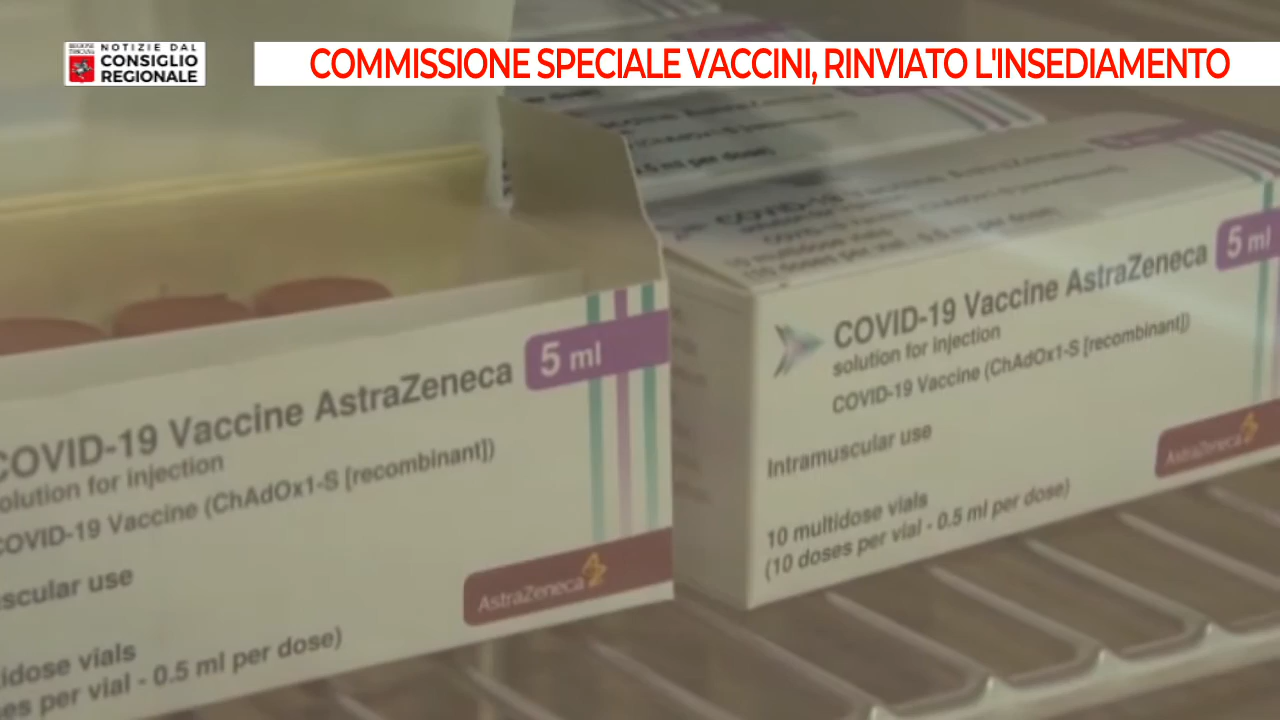 NOTIZIE DAL
CONSIGLIO
REGIONALE
COMMISSIONE SPECIALE VACCINI, RINVIATO L'INSEDIAMENTO
COVID-19 Vaccine AstraZeneca
5 ml
solution for injection
COVID-19 Vaccine (ChAdOx1-S [recombinant])
Intramuscular use
AstraZeneca
10 multidose vials
(10 doses per vial - 0.5 ml per dose)
COVID-19 Vaccine AstraZeneca
5 ml
olution for injection
COVID-19 Vaccine (ChAdOx1-S [recombinant])
scular use
AstraZeneca
idose vials
es per vial - 0.5 ml per dose)